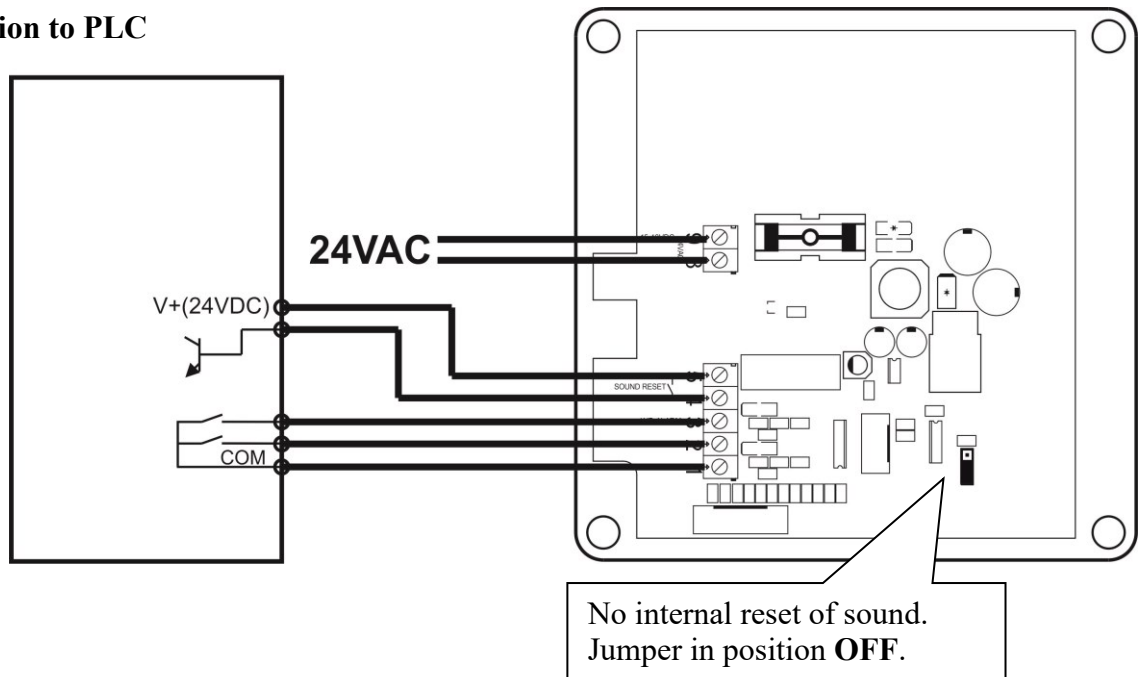 ion to PLC
24VAC
V+(24VDC)
SOUND RESET
COM
No internal reset of sound.
Jumper in position OFF.